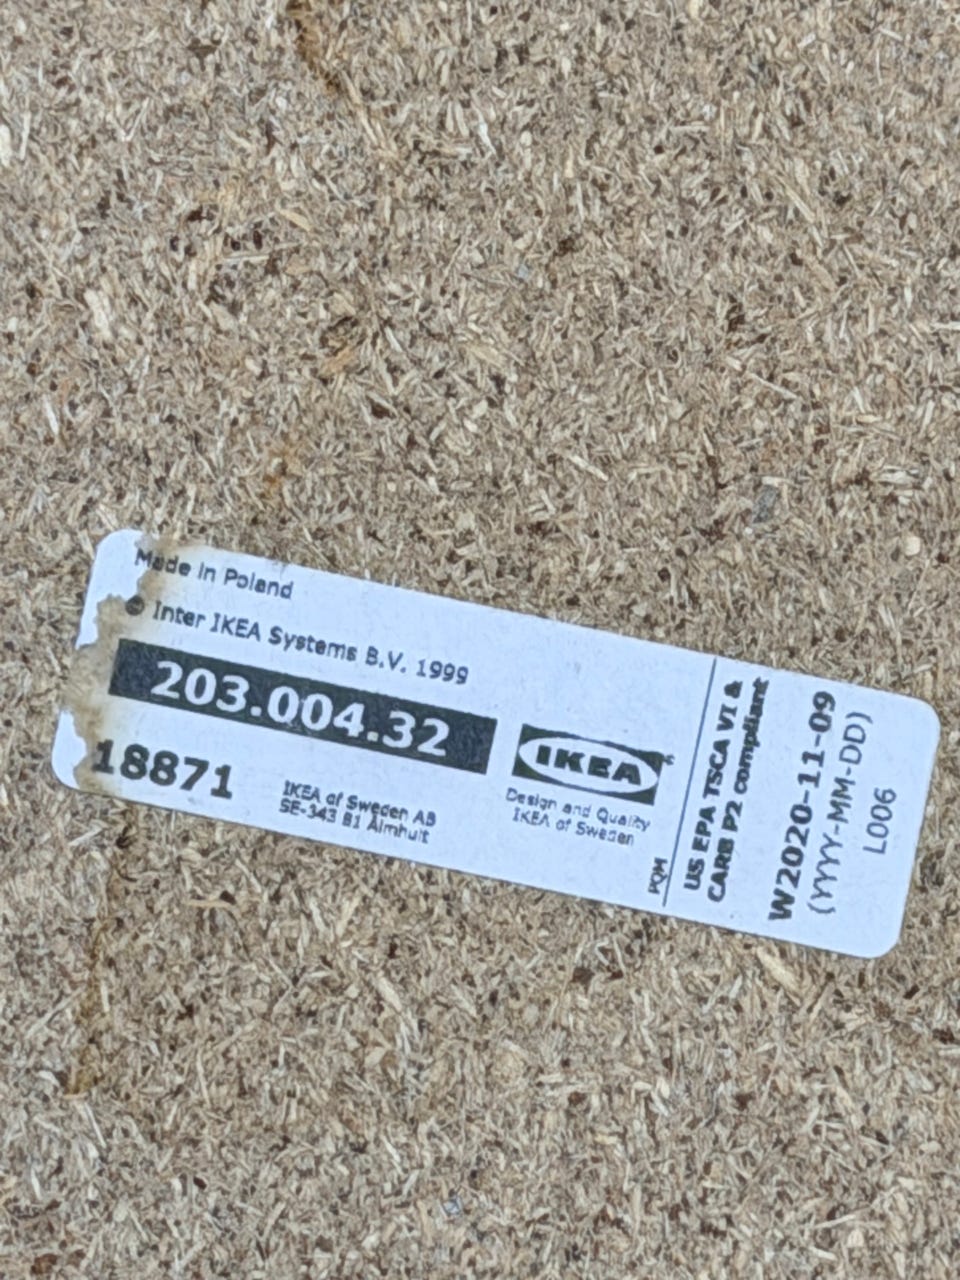 Made in Poland
© Inter IKEA Systems B.V. 1999
203.004.32
18871
IKEA of Sweden AB
SE-343 81 Älmhult
IKEA
Design and Quality
IKEA of Sweden
PQM
US EPA TSCA VI &
CARB P2 compliant
W2020-11-09
(YYYY-MM-DD)
L006